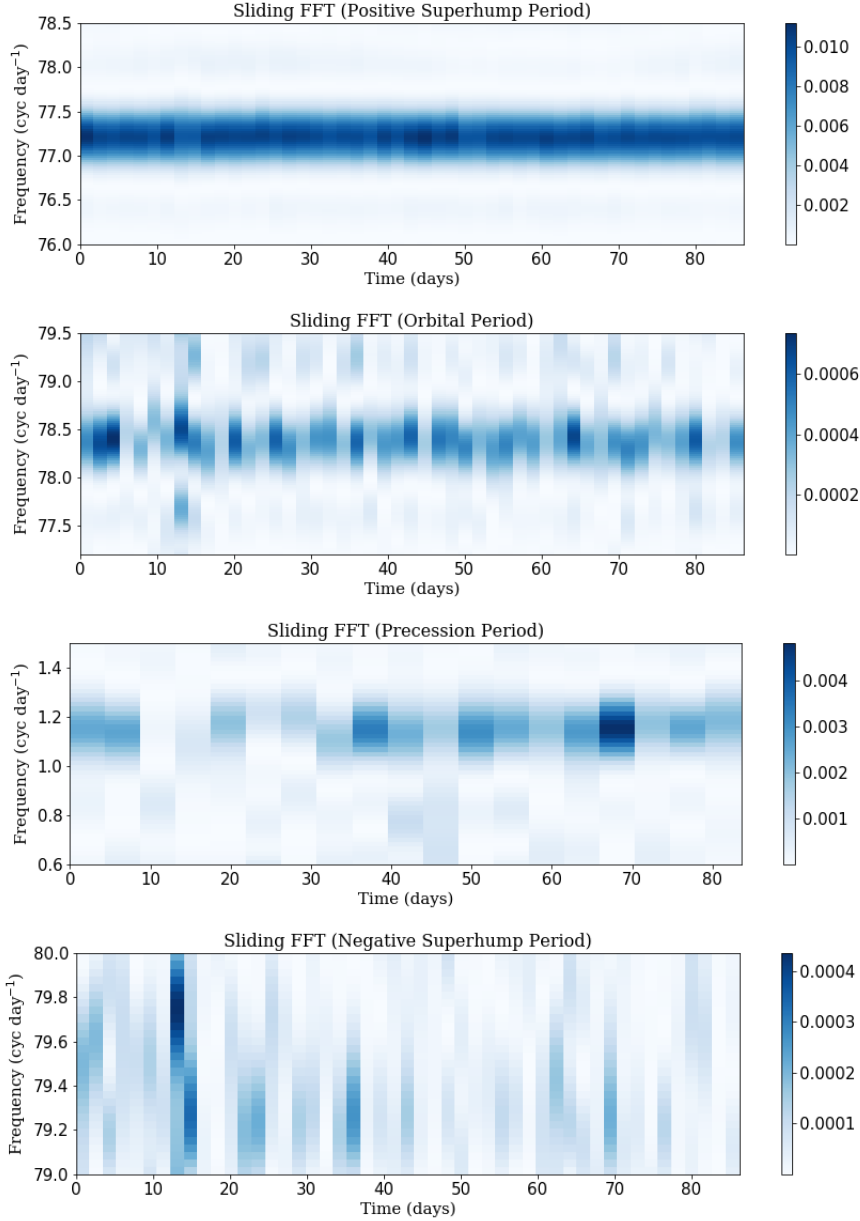 Sliding FFT (Positive Superhump Period)
78.5
78.0
77.5
77.0
76.5
76.0
Frequency (cyc day⁻¹)
0 10 20 30 40 50 60 70 80
Time (days)
0.010
0.008
0.006
0.004
0.002
Sliding FFT (Orbital Period)
79.5
79.0
78.5
78.0
77.5
Frequency (cyc day⁻¹)
0 10 20 30 40 50 60 70 80
Time (days)
0.0006
0.0004
0.0002
Sliding FFT (Precession Period)
1.4
1.2
1.0
0.8
0.6
Frequency (cyc day⁻¹)
0 10 20 30 40 50 60 70 80
Time (days)
0.004
0.003
0.002
0.001
Sliding FFT (Negative Superhump Period)
80.0
79.8
79.6
79.4
79.2
79.0
Frequency (cyc day⁻¹)
0 10 20 30 40 50 60 70 80
Time (days)
0.0004
0.0003
0.0002
0.0001